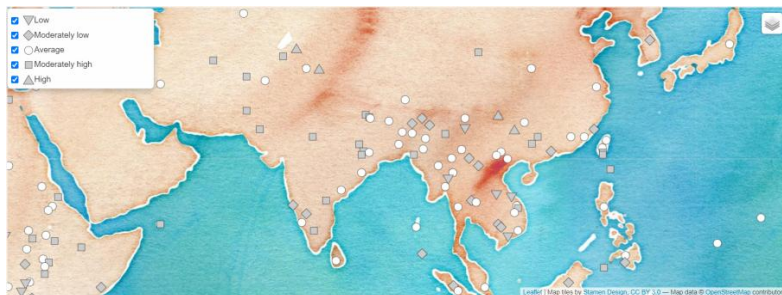 Low
Moderately low
Average
Moderately high
High
Leaflet | Map tiles by Stamen Design, CC BY 3.0 — Map data © OpenStreetMap contributors